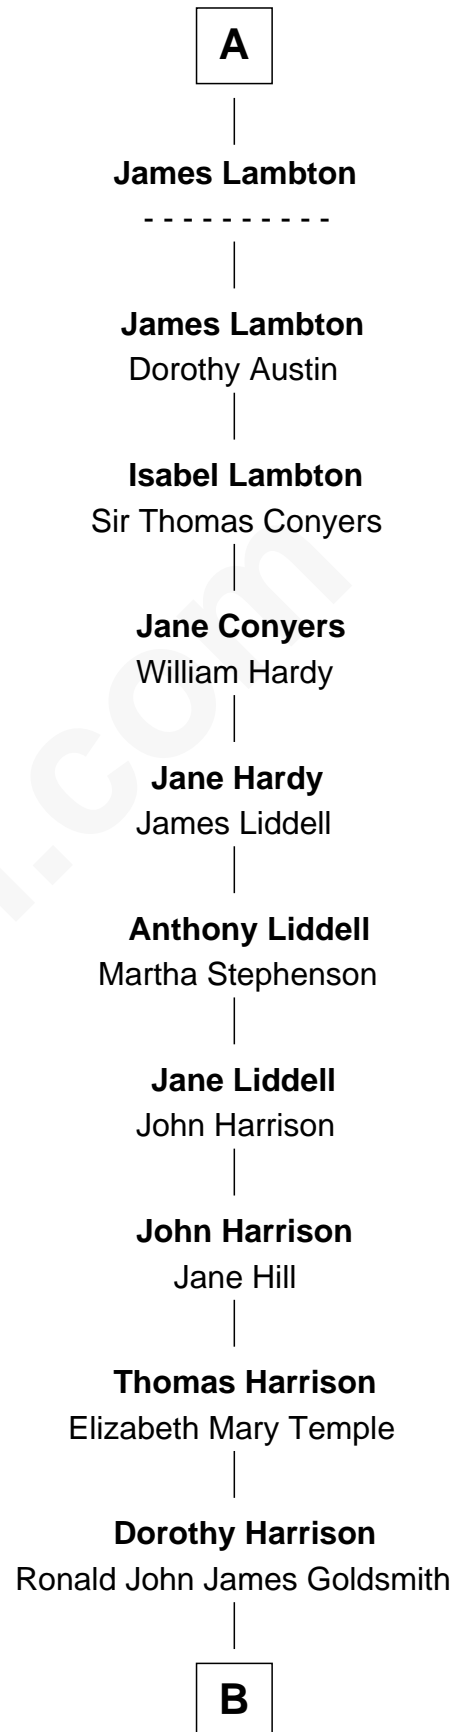 A
James Lambton
- - - - - - - - - -
James Lambton
Dorothy Austin
Isabel Lambton
Sir Thomas Conyers
Jane Conyers
William Hardy
Jane Hardy
James Liddell
Anthony Liddell
Martha Stephenson
Jane Liddell
John Harrison
John Harrison
Jane Hill
Thomas Harrison
Elizabeth Mary Temple
Dorothy Harrison
Ronald John James Goldsmith
B